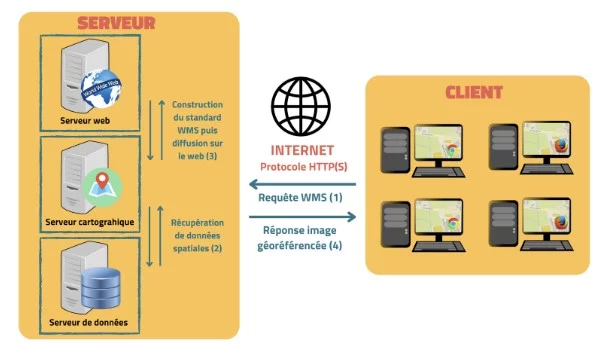 SERVEUR
World Wide Web
Serveur web
Construction
du standard
WMS puis
diffusion sur
le web (3)
Serveur cartograhique
Récupération
de données
spatiales (2)
Serveur de données
INTERNET
Protocole HTTP(S)
Requête WMS (1)
Réponse image
géoréférencée (4)
CLIENT